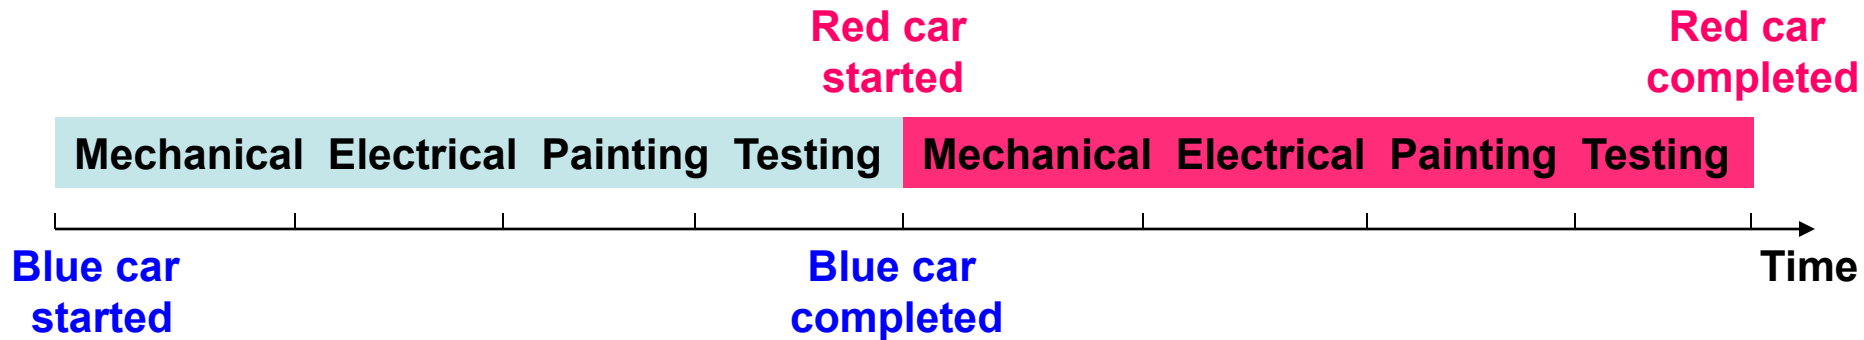 Red car
started
Red car
completed
Mechanical Electrical Painting Testing Mechanical Electrical Painting Testing
Blue car
started
Blue car
completed
Time